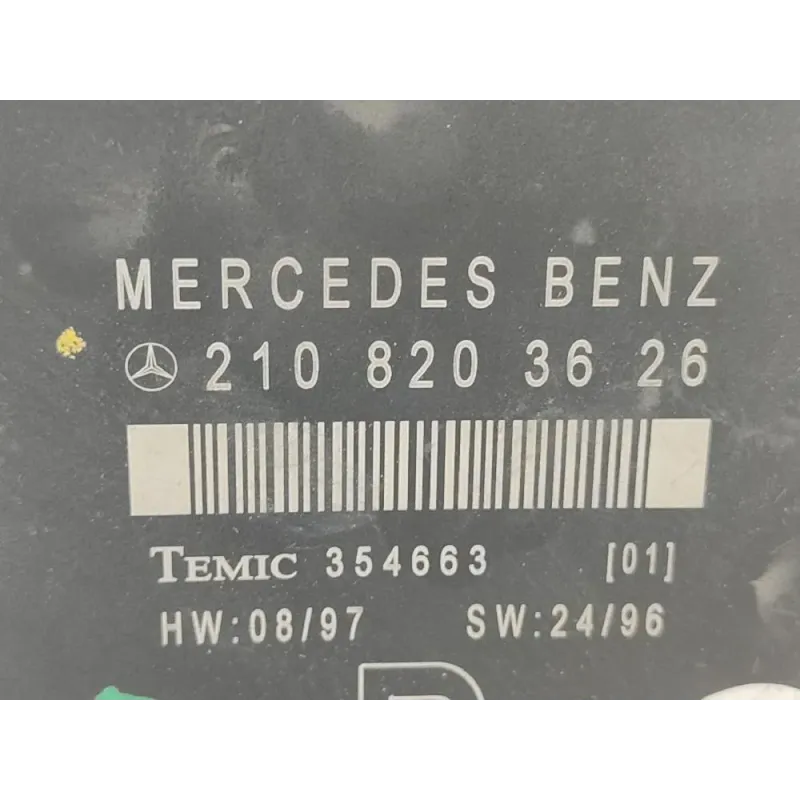 MERCEDES BENZ
210 820 36 26
TEMIC 354663 [01]
HW:08/97 SW:24/96